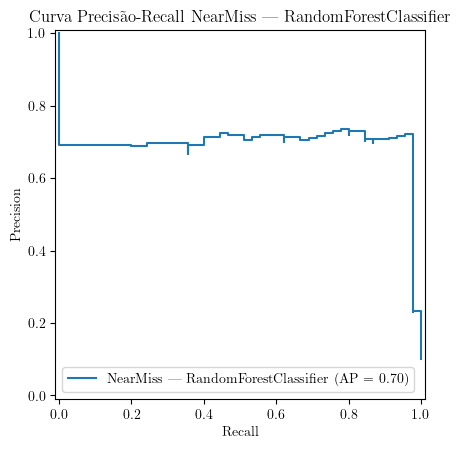 Curva Precisão-Recall NearMiss — RandomForestClassifier
1.0
0.8
0.6
0.4
0.2
0.0
Precision
NearMiss — RandomForestClassifier (AP = 0.70)
0.0 0.2 0.4 0.6 0.8 1.0
Recall